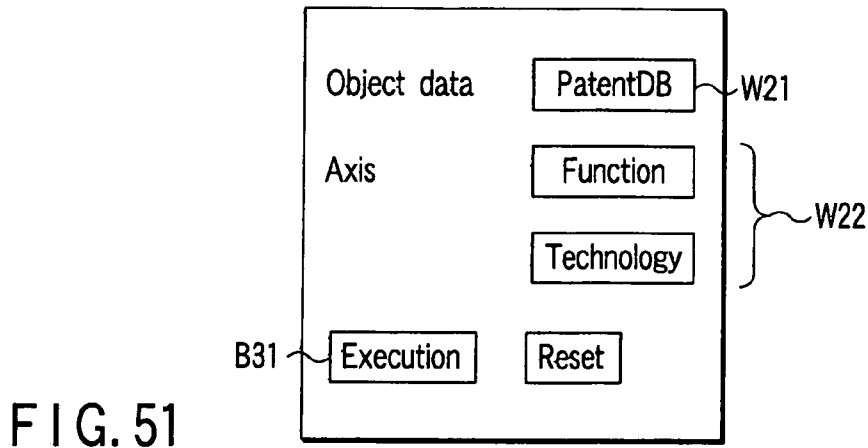 Object data PatentDB W21
Axis Function
W22
Technology
B31 Execution Reset
FIG. 51